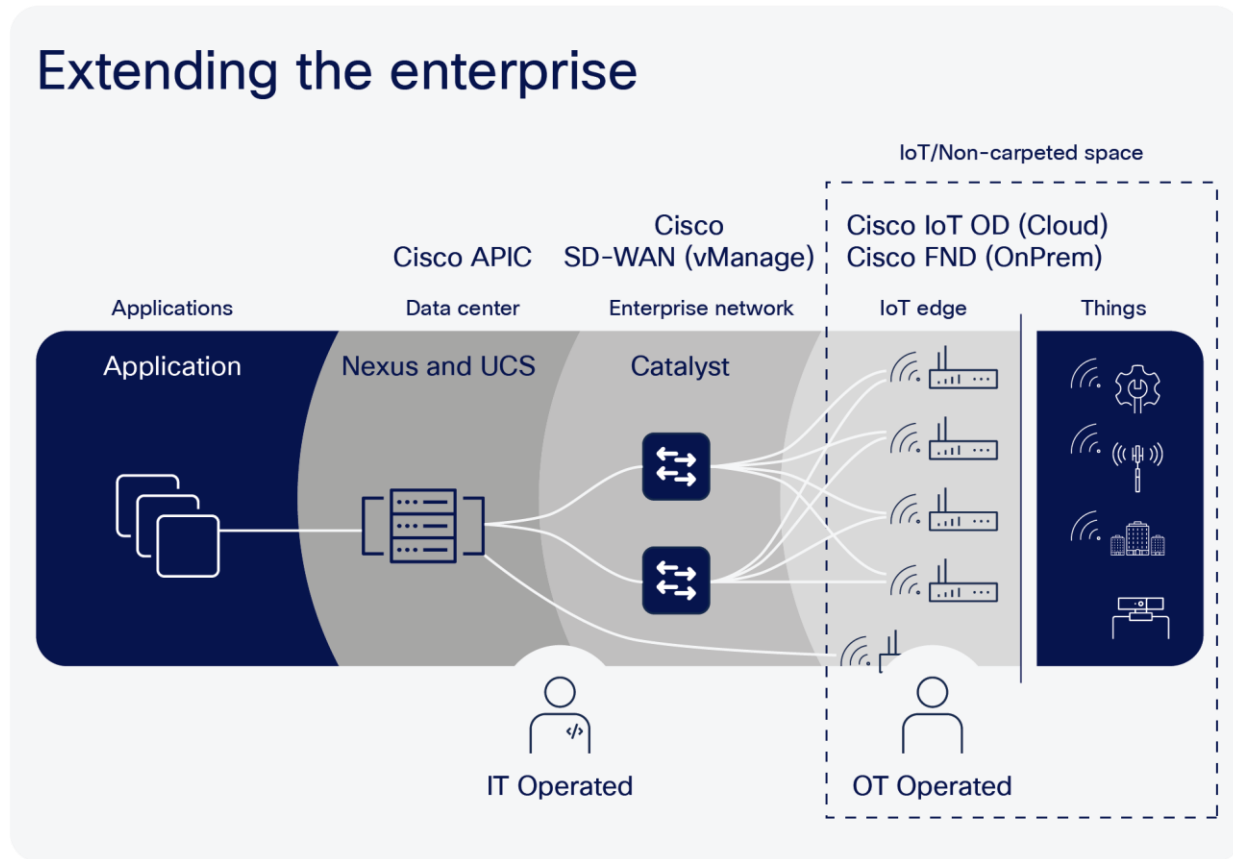 Extending the enterprise
IoT/Non-carpeted space
Cisco APIC
Cisco
SD-WAN (vManage)
Cisco IoT OD (Cloud)
Cisco FND (OnPrem)
Applications
Data center
Enterprise network
IoT edge
Things
Application
Nexus and UCS
Catalyst
</>
IT Operated
OT Operated